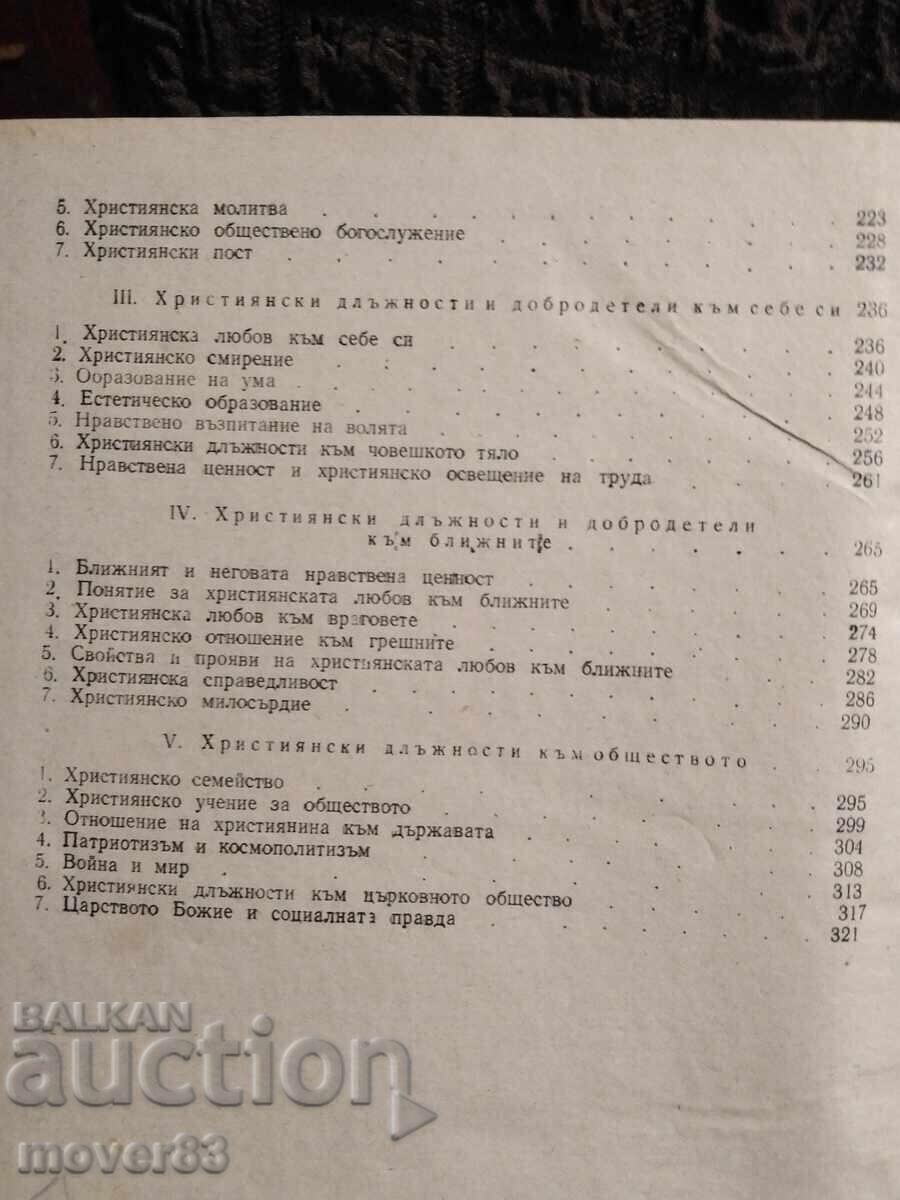 5. Християнска молитва . . . . . . . . . . 223
6. Християнско обществено богослужение . . . . . . 228
7. Християнски пост . . . . . . . . . . . 232
III. Християнски длъжности и добродетели към себе си 236
1. Християнска любов към себе си . . . . . . . . 236
2. Християнско смирение . . . . . . . . . . 240
3. Образование на ума . . . . . . . . . . . 244
4. Естетическо образование . . . . . . . . . . 248
5. Нравствено възпитание на волята . . . . . . . 252
6. Християнски длъжности към човешкото тяло . . . . . 256
7. Нравствена ценност и християнско освещение на труда . . . 261
IV. Християнски длъжности и добродетели
към ближните . . . . . . 265
1. Ближният и неговата нравствена ценност . . . . . . 265
2. Понятие за християнската любов към ближните . . . . . 269
3. Християнска любов към враговете . . . . . . . 274
4. Християнско отношение към грешните . . . . . . 278
5. Свойства и прояви на християнската любов към ближните . . . 282
6. Християнска справедливост . . . . . . . . . 286
7. Християнско милосърдие . . . . . . . . . . 290
V. Християнски длъжности към обществото . . 295
1. Християнско семейство . . . . . . . . . . 295
2. Християнско учение за обществото . . . . . . . 299
3. Отношение на християнина към държавата . . . . . 304
4. Патриотизъм и космополитизъм . . . . . . . . 308
5. Война и мир . . . . . . . . . . . . 313
6. Християнски длъжности към църковното общество . . . . 317
7. Царството Божие и социалната правда . . . . . . 321
BALKAN
auction
mover83